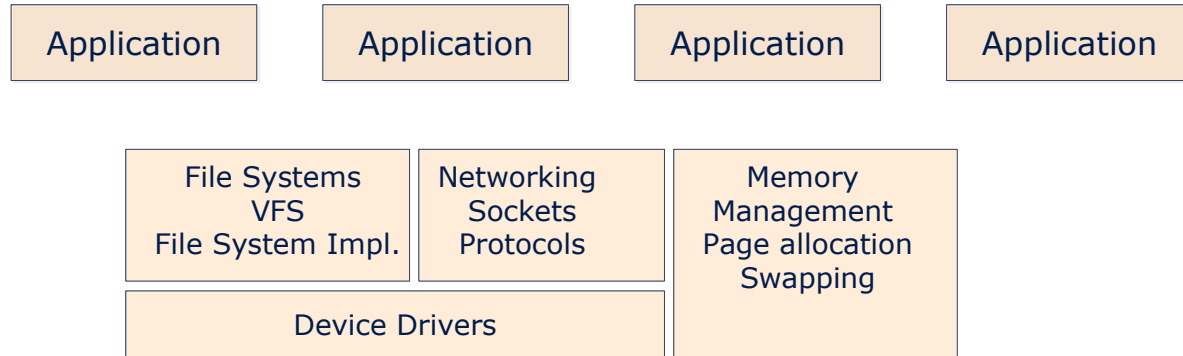 Application
Application
Application
Application
File Systems
VFS
File System Impl.
Networking
Sockets
Protocols
Memory
Management
Page allocation
Swapping
Device Drivers